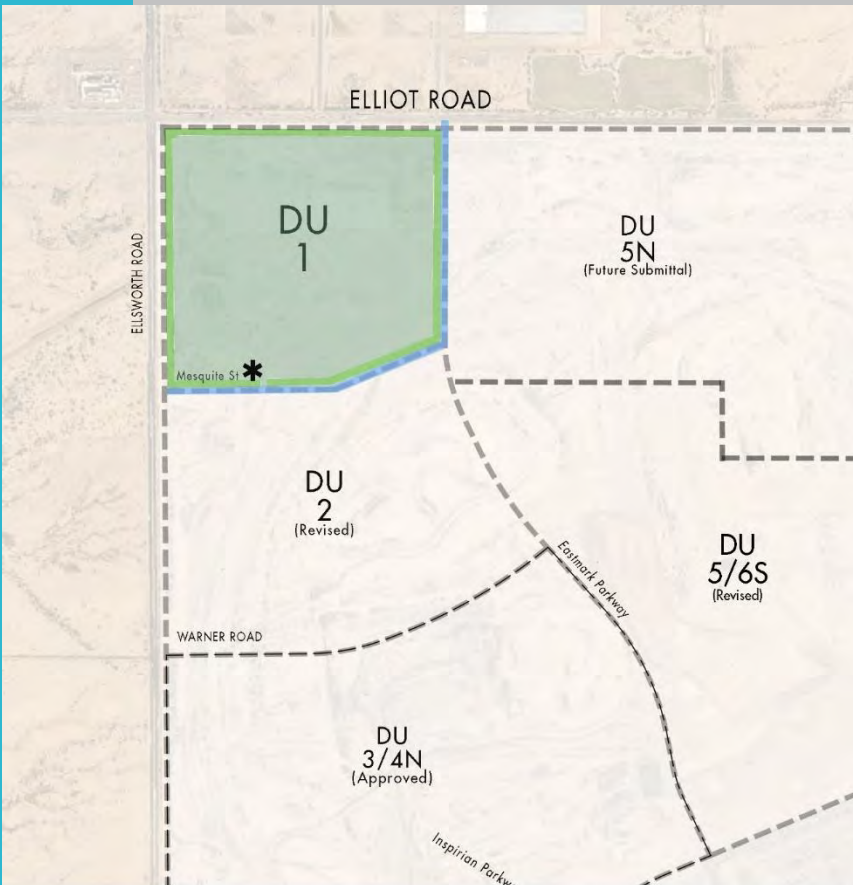 ELLIOT ROAD
ELLSWORTH ROAD
DU
1
DU
5N
(Future Submittal)
Mesquite St *
DU
2
(Revised)
Eastmark Parkway
DU
5/6S
(Revised)
WARNER ROAD
DU
3/4N
(Approved)
Inspirian